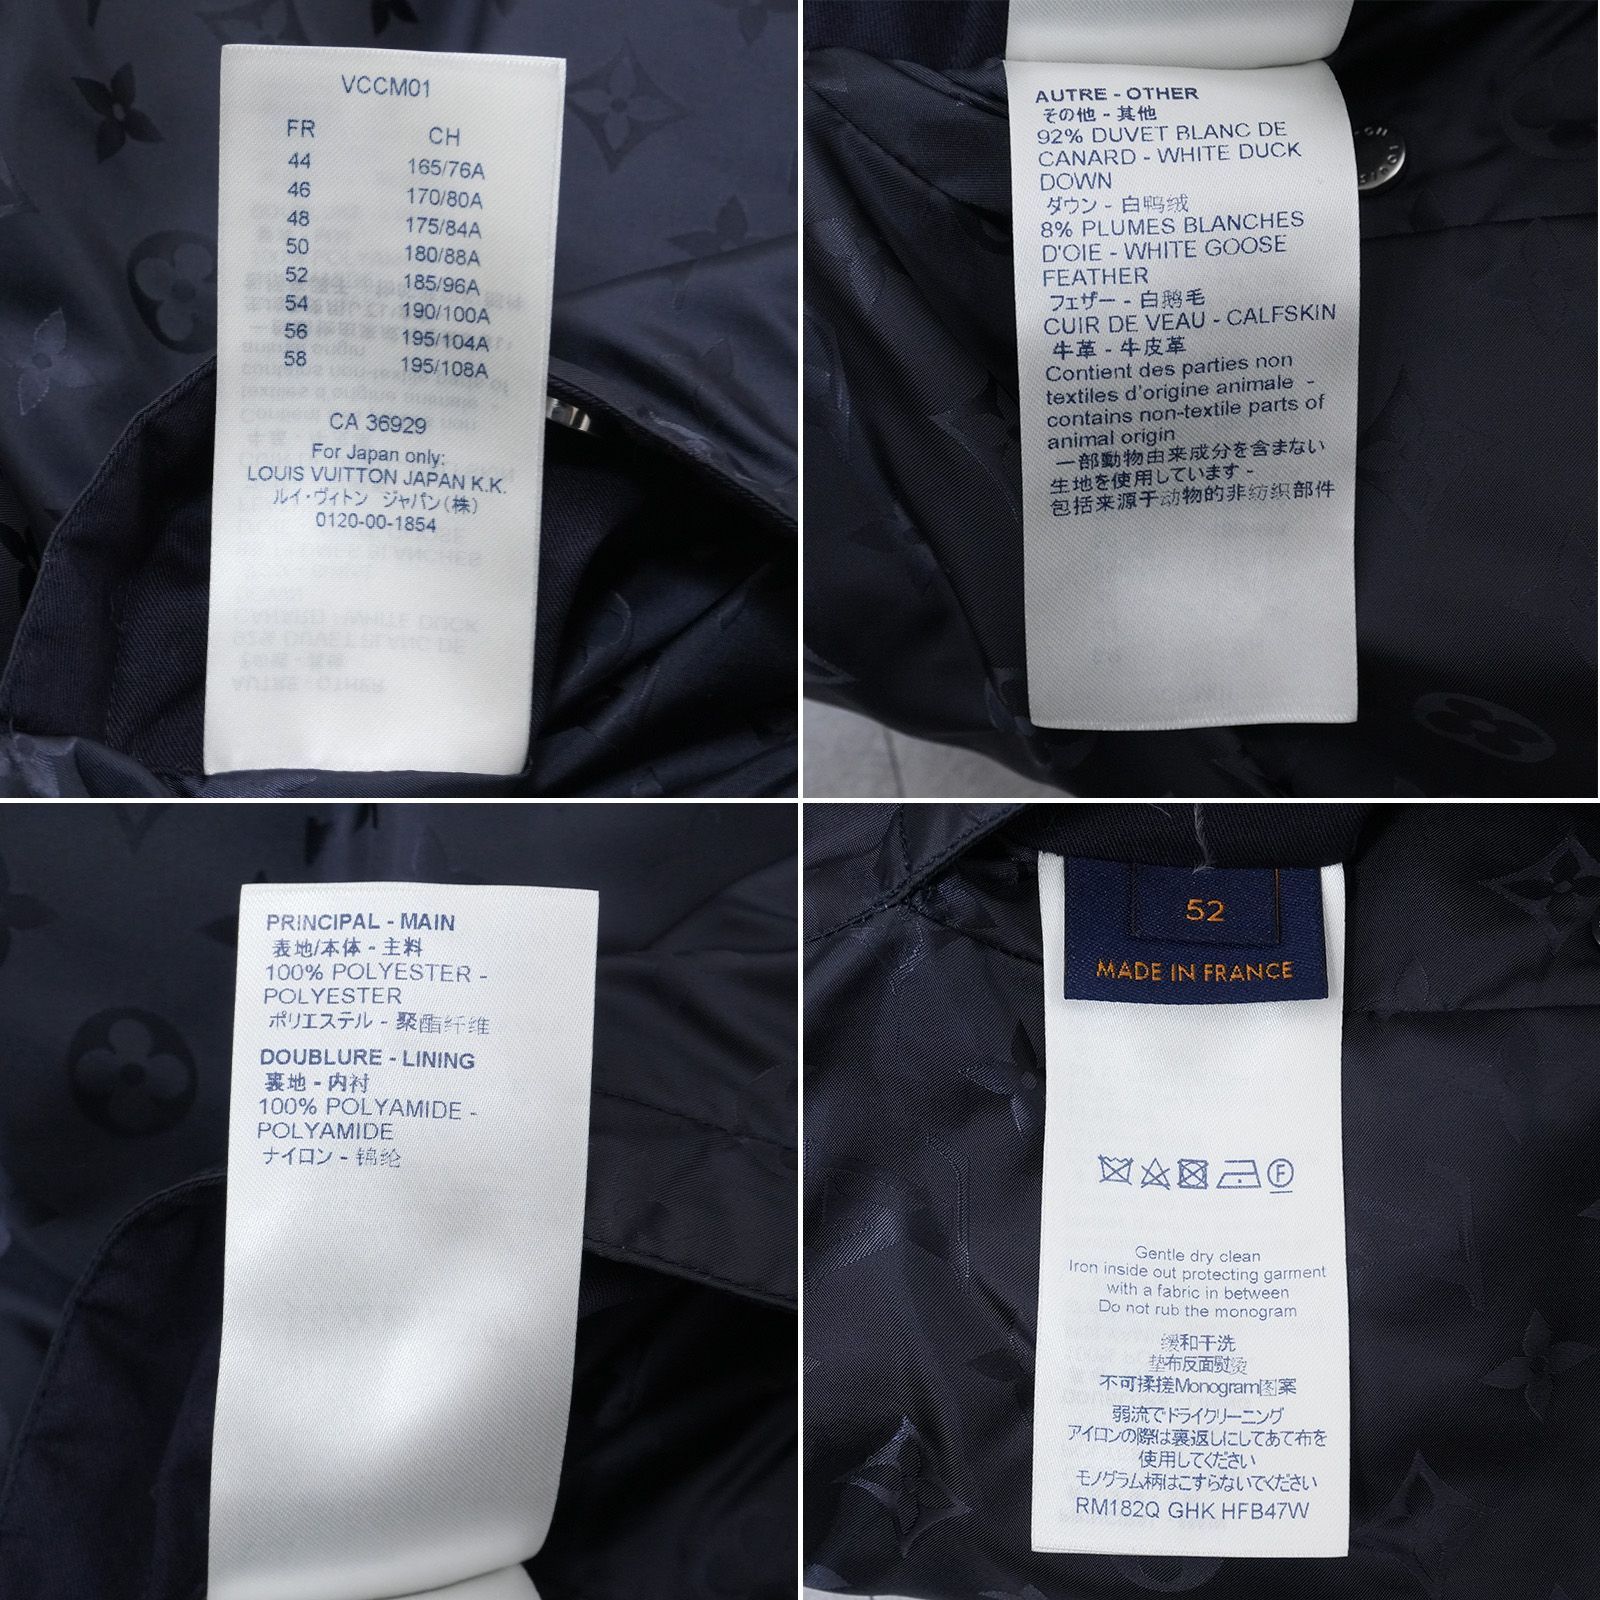 VCCM01
FR CH
44 165/76A
46 170/80A
48 175/84A
50 180/88A
52 185/96A
54 190/100A
56 195/104A
58 195/108A
CA 36929
For Japan only:
LOUIS VUITTON JAPAN K.K.
ルイ・ヴィトン ジャパン(株)
0120-00-1854
AUTRE - OTHER
その他 - 其他
92% DUVET BLANC DE
CANARD - WHITE DUCK
DOWN
ダウン - 白鸭绒
8% PLUMES BLANCHES
D'OIE - WHITE GOOSE
FEATHER
フェザー - 白鹅毛
CUIR DE VEAU - CALFSKIN
牛革 - 牛皮革
Contient des parties non
textiles d'origine animale -
contains non-textile parts of
animal origin
一部動物由来成分を含まない
生地を使用しています -
包括来源于动物的非纺织部件
PRINCIPAL - MAIN
表地/本体 - 主料
100% POLYESTER -
POLYESTER
ポリエステル - 聚酯纤维
DOUBLURE - LINING
裏地 - 内衬
100% POLYAMIDE -
POLYAMIDE
ナイロン - 锦纶
52
MADE IN FRANCE
F
Gentle dry clean
Iron inside out protecting garment
with a fabric in between
Do not rub the monogram
缓和干洗
垫布反面熨烫
不可揉搓Monogram图案
弱流でドライクリーニング
アイロンの際は裏返しにしてあて布を
使用してください
モノグラム柄はこすらないでください
RM182Q GHK HFB47W